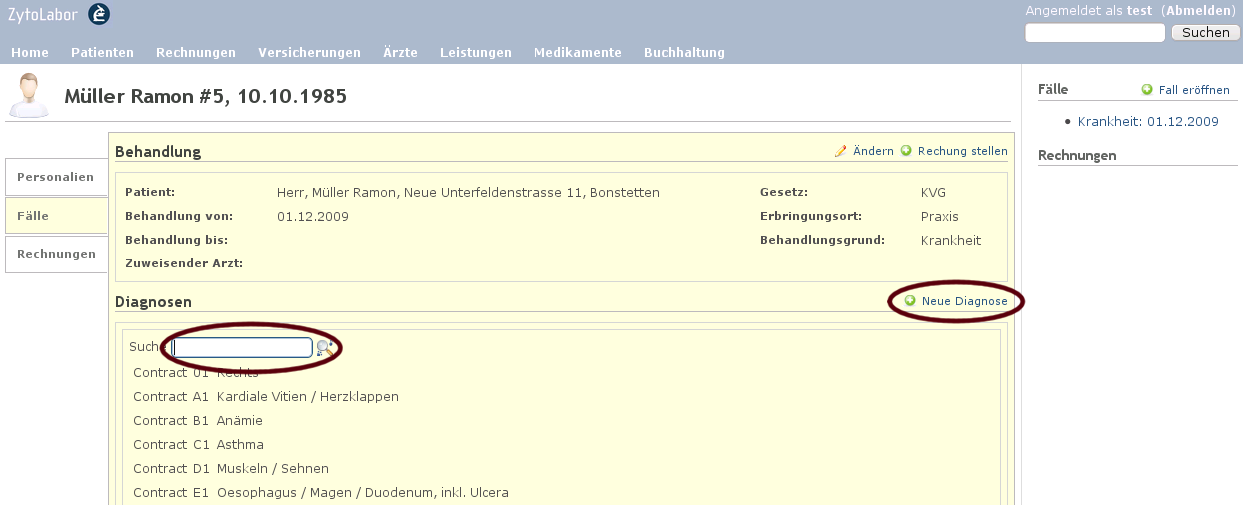 ZytoLabor
Angemeldet als test (Abmelden)
Suchen
Home Patienten Rechnungen Versicherungen Ärzte Leistungen Medikamente Buchhaltung
Müller Ramon #5, 10.10.1985
Fälle Fall eröffnen
Krankheit: 01.12.2009
Rechnungen
Personalien
Fälle
Rechnungen
Behandlung Ändern Rechung stellen
Patient: Herr, Müller Ramon, Neue Unterfeldenstrasse 11, Bonstetten Gesetz: KVG
Behandlung von: 01.12.2009 Erbringungsort: Praxis
Behandlung bis: Behandlungsgrund: Krankheit
Zuweisender Arzt:
Diagnosen Neue Diagnose
Suche
Contract 01 Rechts
Contract A1 Kardiale Vitien / Herzklappen
Contract B1 Anämie
Contract C1 Asthma
Contract D1 Muskeln / Sehnen
Contract E1 Oesophagus / Magen / Duodenum, inkl. Ulcera